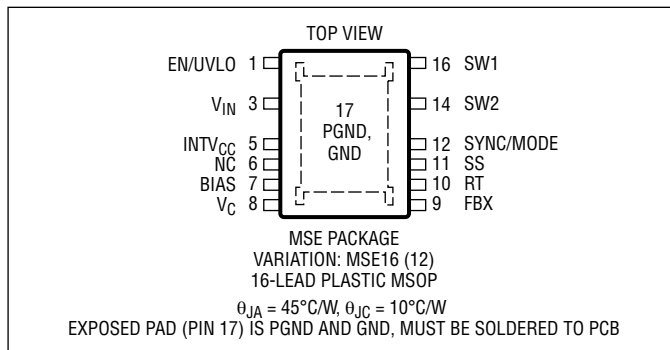 TOP VIEW
EN/UVLO 1 16 SW1
VIN 3 14 SW2
17
PGND,
GND
INTVCC 5 12 SYNC/MODE
NC 6 11 SS
BIAS 7 10 RT
VC 8 9 FBX
MSE PACKAGE
VARIATION: MSE16 (12)
16-LEAD PLASTIC MSOP
θJA = 45°C/W, θJC = 10°C/W
EXPOSED PAD (PIN 17) IS PGND AND GND, MUST BE SOLDERED TO PCB